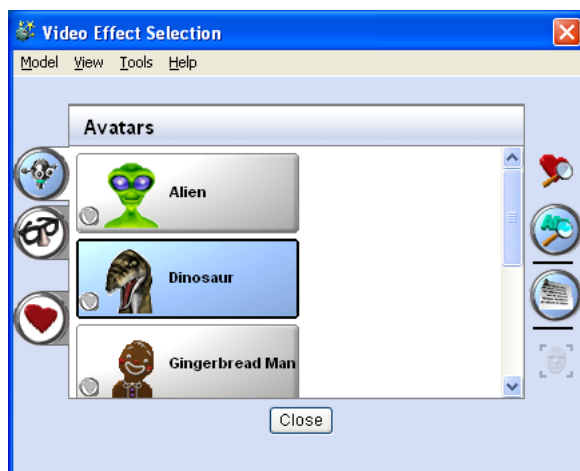 Video Effect Selection
Model View Tools Help
Avatars
Alien
Dinosaur
Gingerbread Man
Close